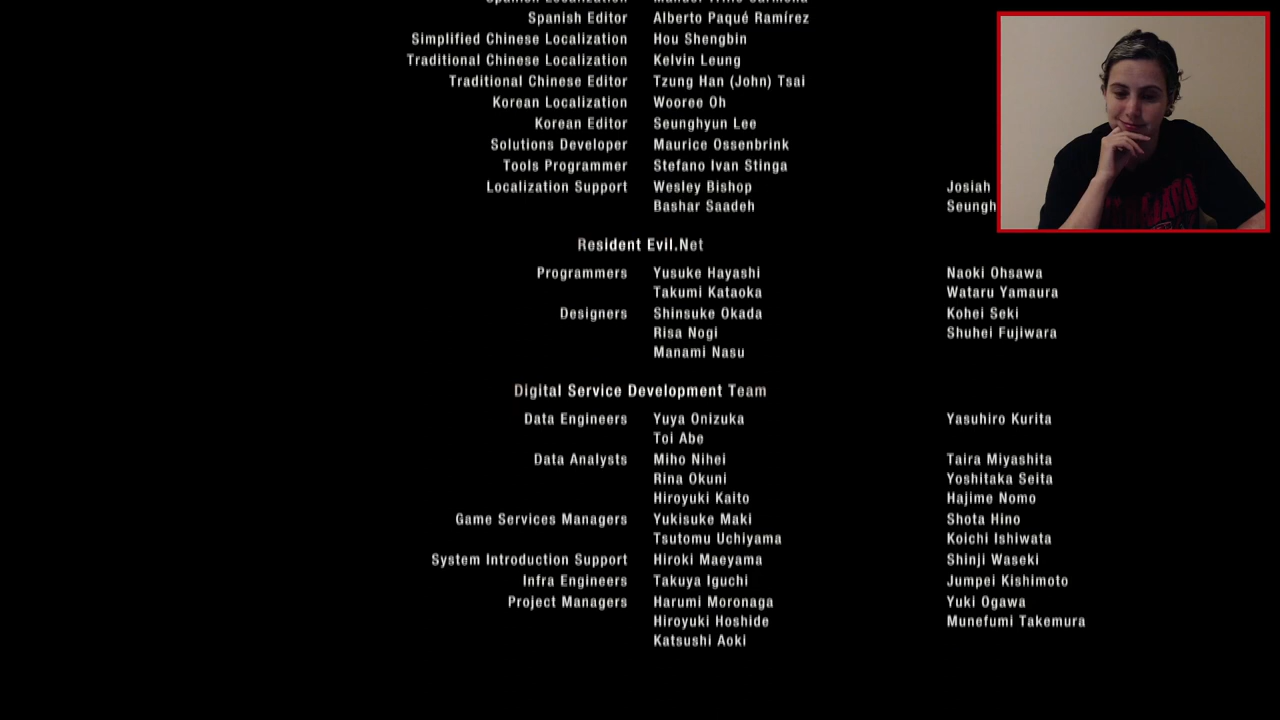 Spanish Localization Manuel Triño Carmona
Spanish Editor Alberto Paqué Ramírez
Simplified Chinese Localization Hou Shengbin
Traditional Chinese Localization Kelvin Leung
Traditional Chinese Editor Tzung Han (John) Tsai
Korean Localization Wooree Oh
Korean Editor Seunghyun Lee
Solutions Developer Maurice Ossenbrink
Tools Programmer Stefano Ivan Stinga
Localization Support Wesley Bishop Josiah
Bashar Saadeh Seungh
Resident Evil.Net
Programmers Yusuke Hayashi Naoki Ohsawa
Takumi Kataoka Wataru Yamaura
Designers Shinsuke Okada Kohei Seki
Risa Nogi Shuhei Fujiwara
Manami Nasu
Digital Service Development Team
Data Engineers Yuya Onizuka Yasuhiro Kurita
Toi Abe
Data Analysts Miho Nihei Taira Miyashita
Rina Okuni Yoshitaka Seita
Hiroyuki Kaito Hajime Nomo
Game Services Managers Yukisuke Maki Shota Hino
Tsutomu Uchiyama Koichi Ishiwata
System Introduction Support Hiroki Maeyama Shinji Waseki
Infra Engineers Takuya Iguchi Jumpei Kishimoto
Project Managers Harumi Moronaga Yuki Ogawa
Hiroyuki Hoshide Munefumi Takemura
Katsushi Aoki